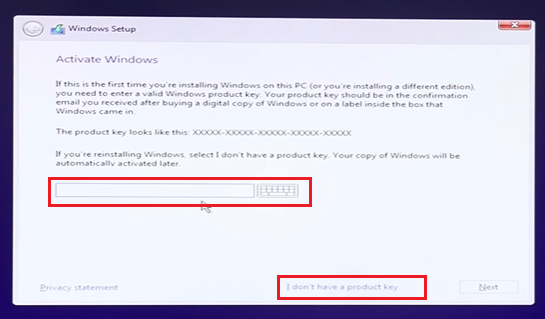 Windows Setup
Activate Windows
If this is the first time you're installing Windows on this PC (or you're installing a different edition),
you need to enter a valid Windows product key. Your product key should be in the confirmation
email you received after buying a digital copy of Windows or on a label inside the box that
Windows came in.
The product key looks like this: XXXXX-XXXXX-XXXXX-XXXXX-XXXXX
If you're reinstalling Windows, select I don't have a product key. Your copy of Windows will be
automatically activated later.
Privacy statement
I don't have a product key
Next